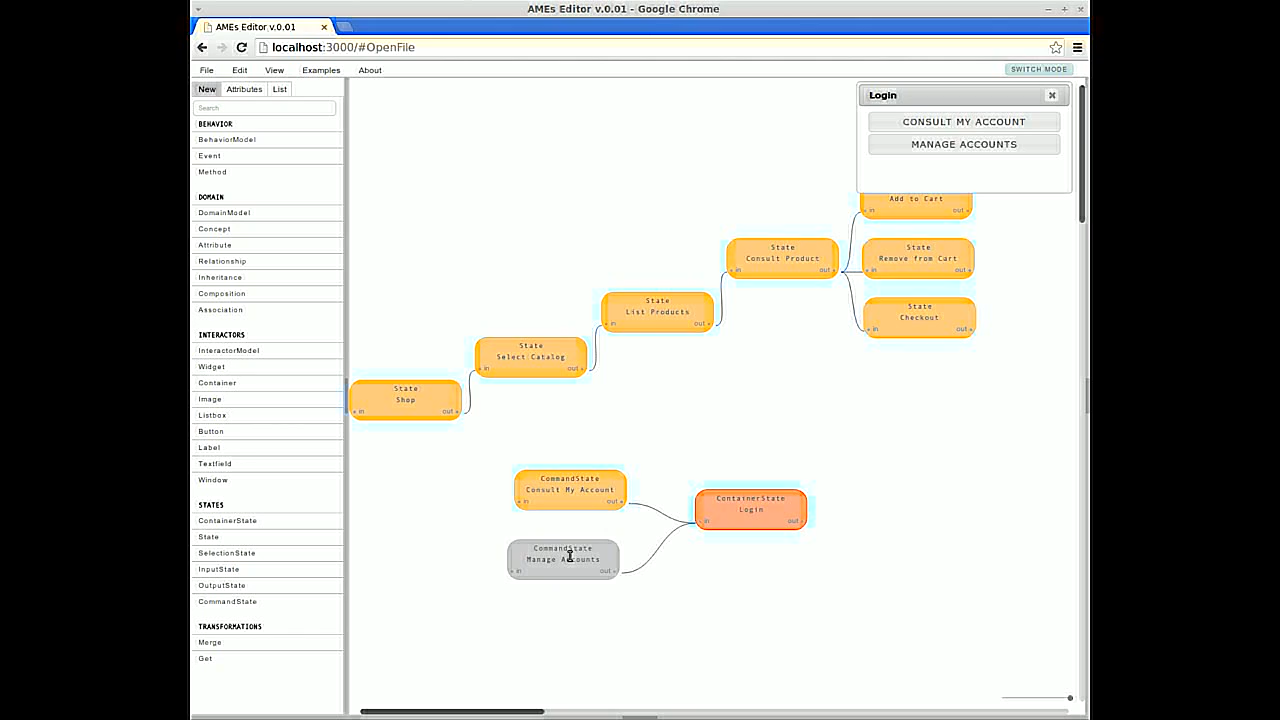 AMEs Editor v.0.01 - Google Chrome
AMEs Editor v.0.01
localhost:3000/#OpenFile
File Edit View Examples About SWITCH MODE
New Attributes List
Search
BEHAVIOR
BehaviorModel
Event
Method
DOMAIN
DomainModel
Concept
Attribute
Relationship
Inheritance
Composition
Association
INTERACTORS
InteractorModel
Widget
Container
Image
Listbox
Button
Label
Textfield
Window
STATES
ContainerState
State
SelectionState
InputState
OutputState
CommandState
TRANSFORMATIONS
Merge
Get
Login
CONSULT MY ACCOUNT
MANAGE ACCOUNTS
Add to Cart
in out
State
Consult Product
in out
State
Remove from Cart
in out
State
List Products
in out
State
Checkout
in out
State
Select Catalog
in out
State
Shop
in out
CommandState
Consult My Account
in out
ContainerState
Login
in out
CommandState
Manage Accounts
in out